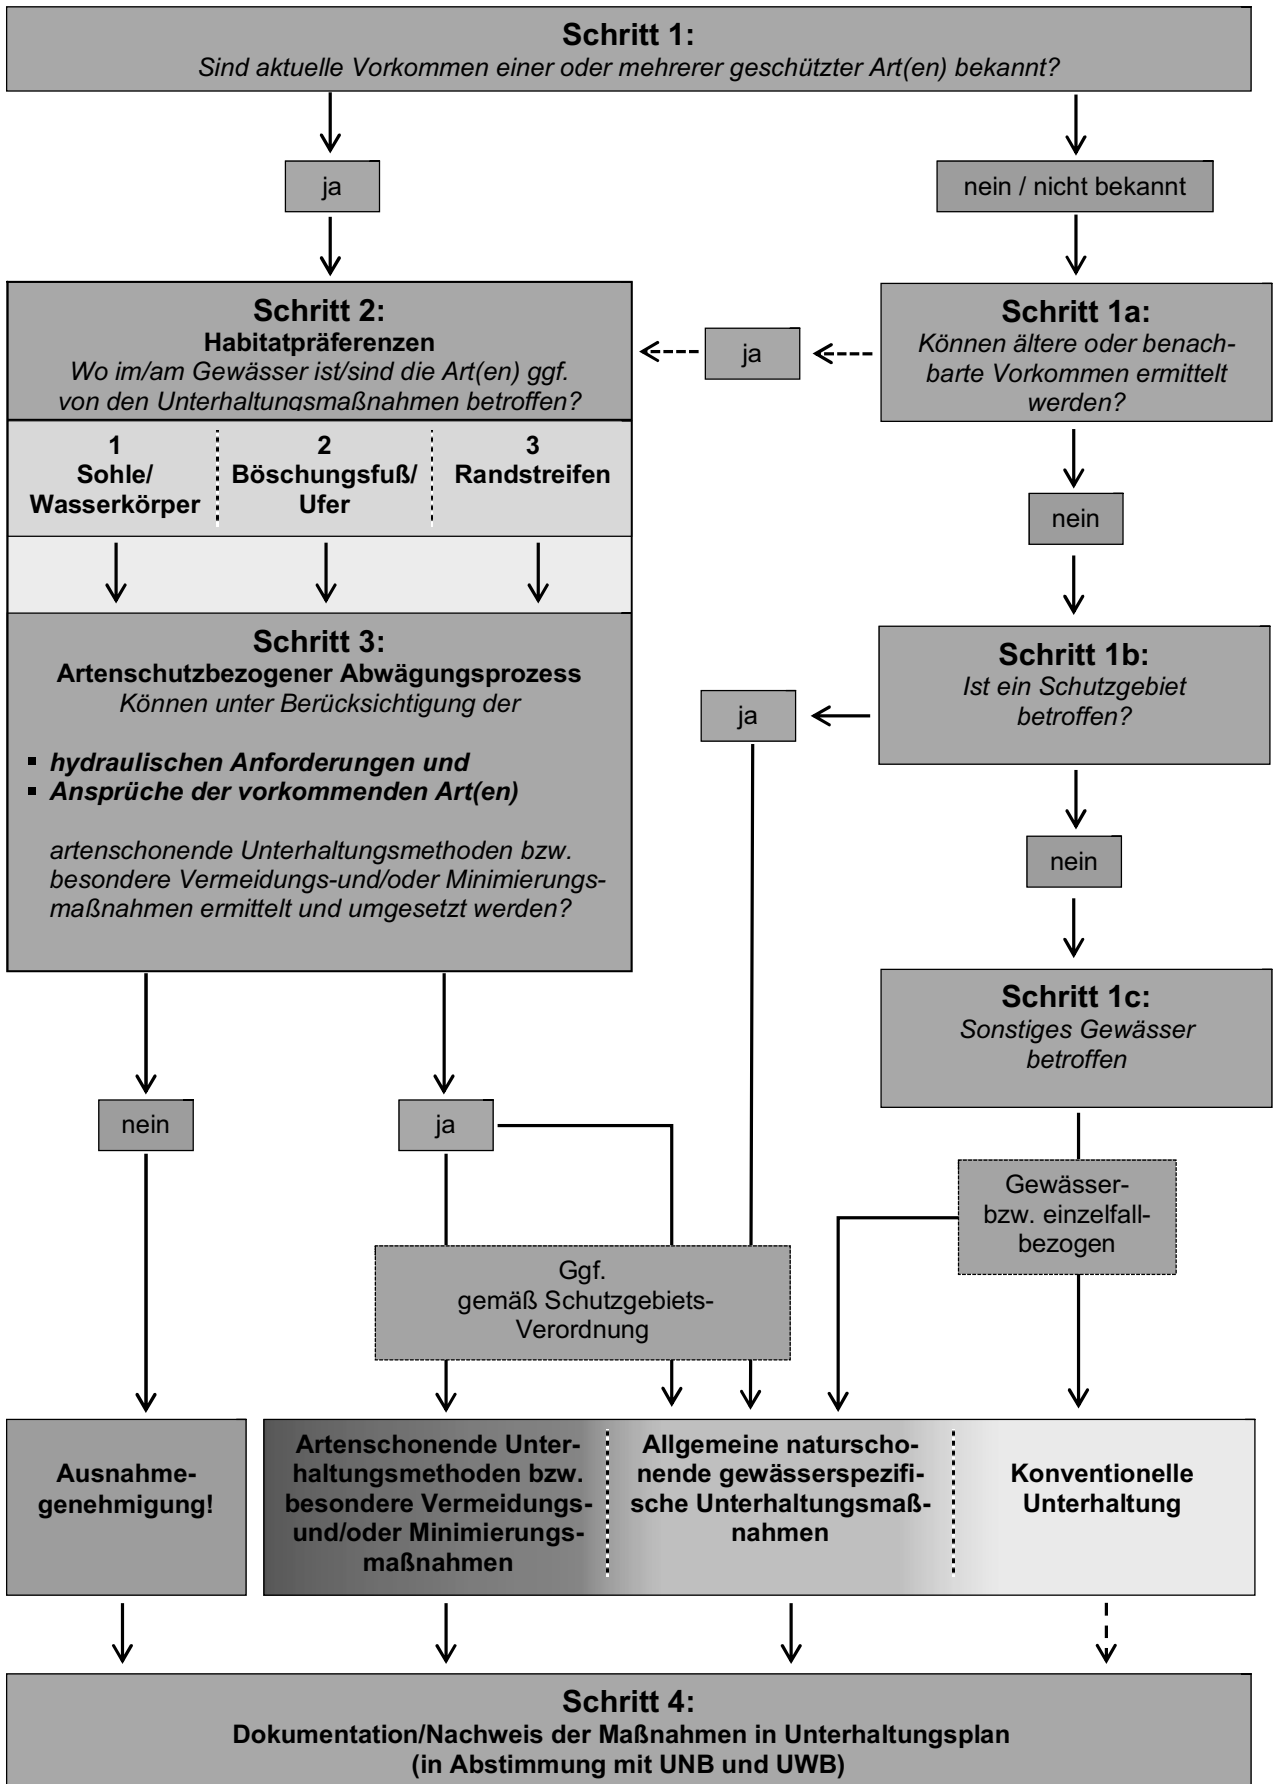 Schritt 1:
Sind aktuelle Vorkommen einer oder mehrerer geschützter Art(en) bekannt?
ja
nein / nicht bekannt
Schritt 2:
Habitatpräferenzen
Wo im/am Gewässer ist/sind die Art(en) ggf.
von den Unterhaltungsmaßnahmen betroffen?
ja
Schritt 1a:
Können ältere oder benach-
barte Vorkommen ermittelt
werden?
1
Sohle/
Wasserkörper
2
Böschungsfuß/
Ufer
3
Randstreifen
nein
Schritt 3:
Artenschutzbezogener Abwägungsprozess
Können unter Berücksichtigung der
▪ hydraulischen Anforderungen und
▪ Ansprüche der vorkommenden Art(en)
artenschonende Unterhaltungsmethoden bzw.
besondere Vermeidungs-und/oder Minimierungs-
maßnahmen ermittelt und umgesetzt werden?
Schritt 1b:
Ist ein Schutzgebiet
betroffen?
ja
nein
Schritt 1c:
Sonstiges Gewässer
betroffen
nein
ja
Gewässer-
bzw. einzelfall-
bezogen
Ggf.
gemäß Schutzgebiets-
Verordnung
Ausnahme-
genehmigung!
Artenschonende Unter-
haltungsmethoden bzw.
besondere Vermeidungs-
und/oder Minimierungs-
maßnahmen
Allgemeine naturscho-
nende gewässerspezifi-
sche Unterhaltungsmaß-
nahmen
Konventionelle
Unterhaltung
Schritt 4:
Dokumentation/Nachweis der Maßnahmen in Unterhaltungsplan
(in Abstimmung mit UNB und UWB)